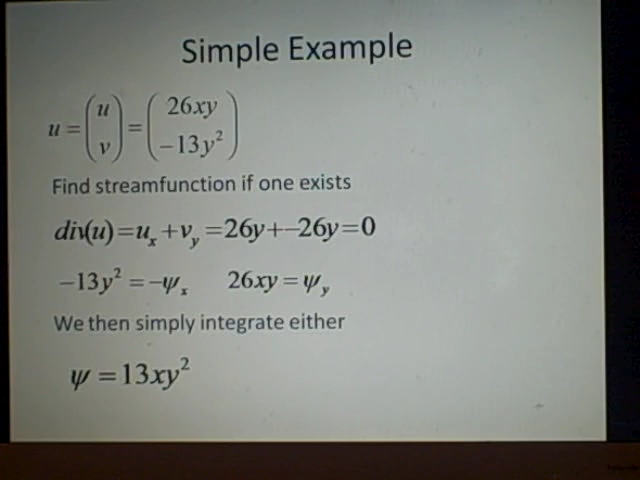 Simple Example
u = (u v) = (26xy −13y²)
Find streamfunction if one exists
div(u)=uₓ+v_y=26y+−26y=0
−13y² = −ψₓ 26xy = ψ_y
We then simply integrate either
ψ = 13xy²